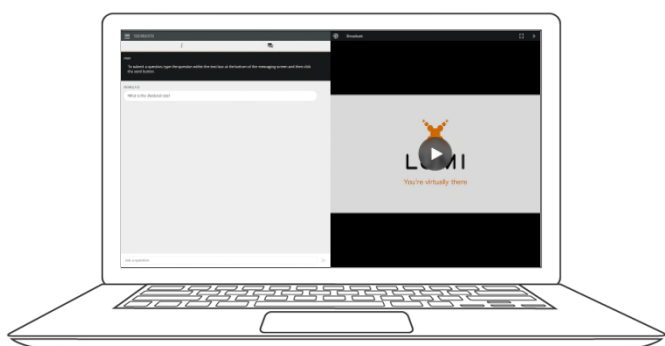 Broadcast
To submit a question, type the question within the text box at the bottom of the messaging screen and then click
the send button.
What is the dividend rate?
Ask a question
LUMI
You're virtually there